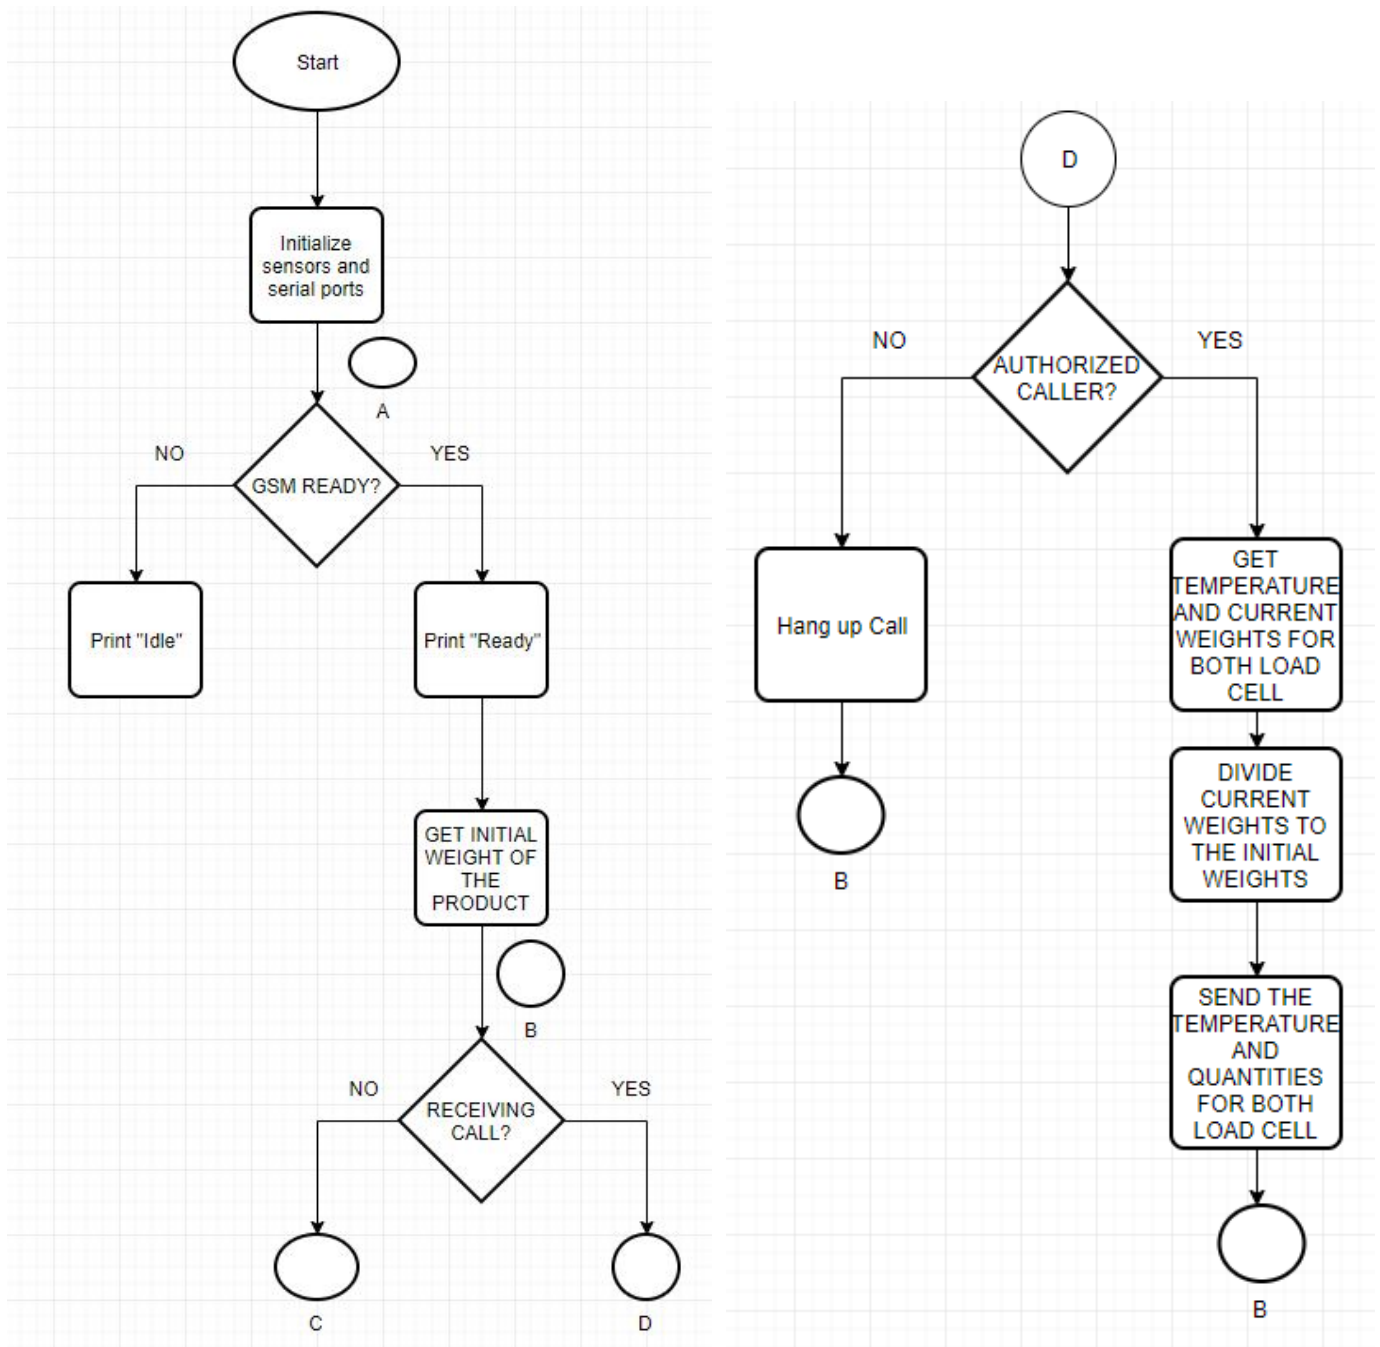 Start
Initialize
sensors and
serial ports
A
NO
YES
GSM READY?
Print "Idle"
Print "Ready"
GET INITIAL
WEIGHT OF
THE
PRODUCT
B
NO
YES
RECEIVING
CALL?
C
D
D
NO
YES
AUTHORIZED
CALLER?
Hang up Call
B
GET
TEMPERATURE
AND CURRENT
WEIGHTS FOR
BOTH LOAD
CELL
DIVIDE
CURRENT
WEIGHTS TO
THE INITIAL
WEIGHTS
SEND THE
TEMPERATURE
AND
QUANTITIES
FOR BOTH
LOAD CELL
B